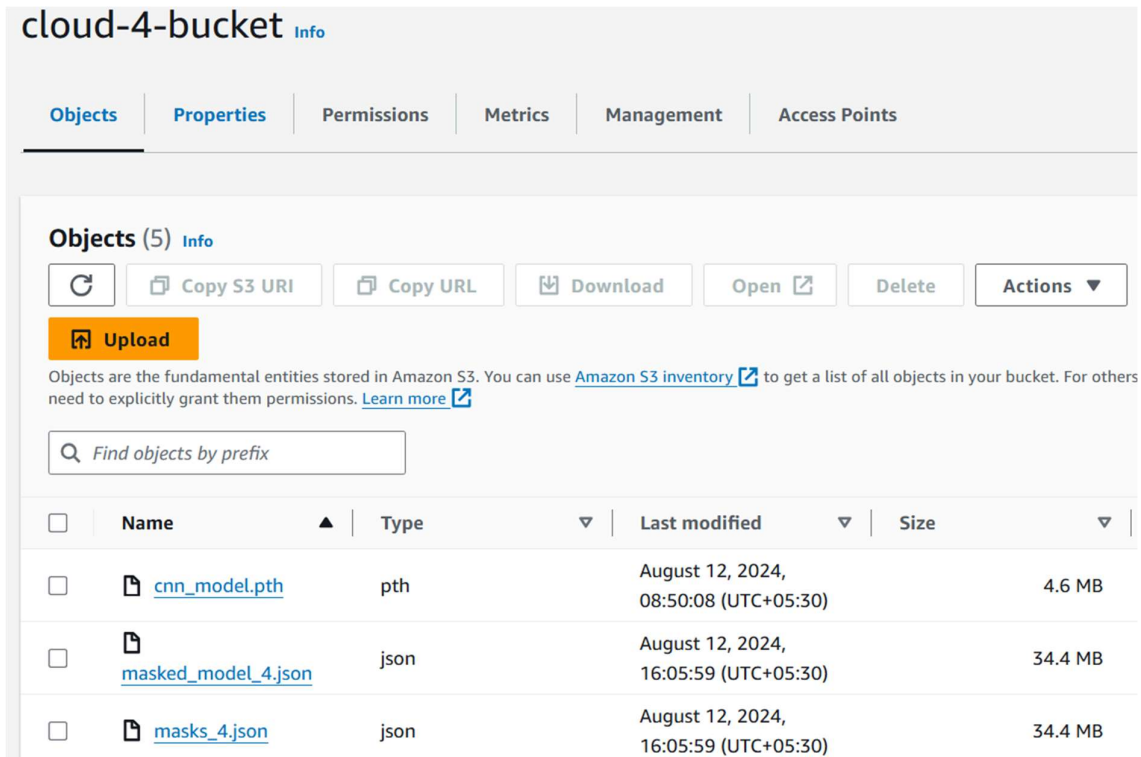 cloud-4-bucket Info
Objects Properties Permissions Metrics Management Access Points
Objects (5) Info
Copy S3 URI Copy URL Download Open Delete Actions
Upload
Objects are the fundamental entities stored in Amazon S3. You can use Amazon S3 inventory to get a list of all objects in your bucket. For others
need to explicitly grant them permissions. Learn more
Find objects by prefix
Name Type Last modified Size
cnn_model.pth pth August 12, 2024, 4.6 MB
08:50:08 (UTC+05:30)
masked_model_4.json json August 12, 2024, 34.4 MB
16:05:59 (UTC+05:30)
masks_4.json json August 12, 2024, 34.4 MB
16:05:59 (UTC+05:30)